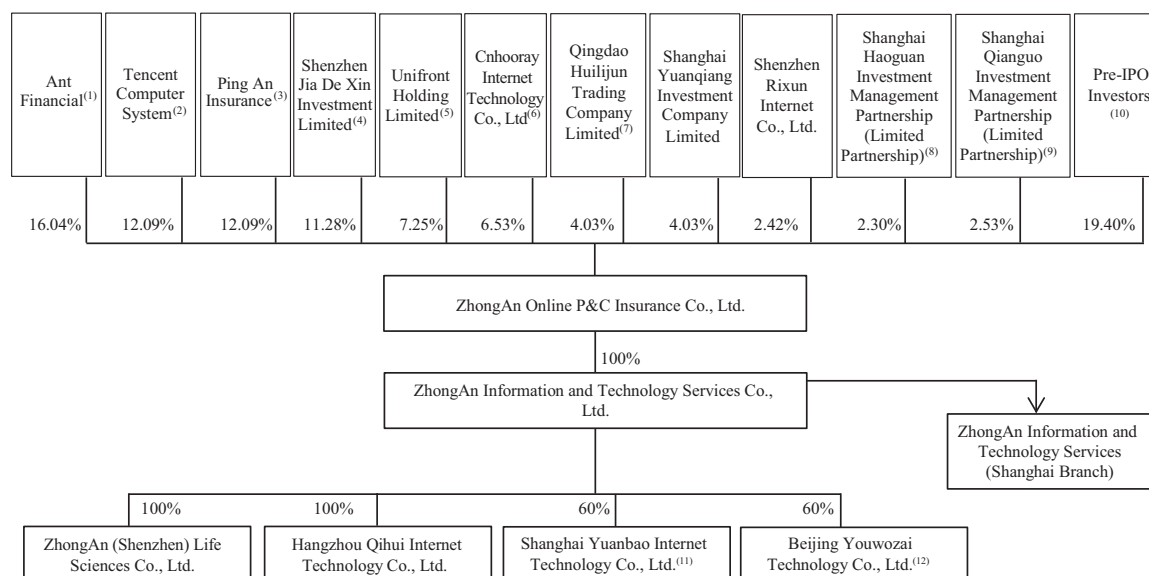 Ant
Financial(1)
Tencent
Computer
System(2)
Ping An
Insurance(3)
Shenzhen
Jia De Xin
Investment
Limited(4)
Unifront
Holding
Limited(5)
Cnhooray
Internet
Technology
Co., Ltd(6)
Qingdao
Huilijun
Trading
Company
Limited(7)
Shanghai
Yuanqiang
Investment
Company
Limited
Shenzhen
Rixun
Internet
Co., Ltd.
Shanghai
Haoguan
Investment
Management
Partnership
(Limited
Partnership)(8)
Shanghai
Qianguo
Investment
Management
Partnership
(Limited
Partnership)(9)
Pre-IPO
Investors
(10)
16.04%
12.09%
12.09%
11.28%
7.25%
6.53%
4.03%
4.03%
2.42%
2.30%
2.53%
19.40%
ZhongAn Online P&C Insurance Co., Ltd.
100%
ZhongAn Information and Technology Services Co.,
Ltd.
ZhongAn Information and
Technology Services
(Shanghai Branch)
100%
100%
60%
60%
ZhongAn (Shenzhen) Life
Sciences Co., Ltd.
Hangzhou Qihui Internet
Technology Co., Ltd.
Shanghai Yuanbao Internet
Technology Co., Ltd.(11)
Beijing Youwozai
Technology Co., Ltd.(12)